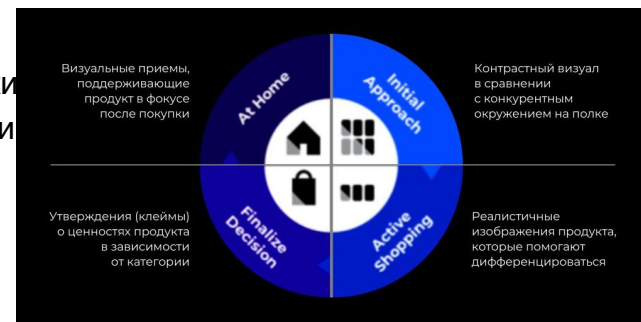 Визуальные приемы,
поддерживающие
продукт в фокусе
после покупки
At Home
Initial
Approach
Контрастный визуал
в сравнении
с конкурентным
окружением на полке
Утверждения (клеймы)
о ценностях продукта
в зависимости
от категории
Finalize
Decision
Active
Shopping
Реалистичные
изображения продукта,
которые помогают
дифференцироваться